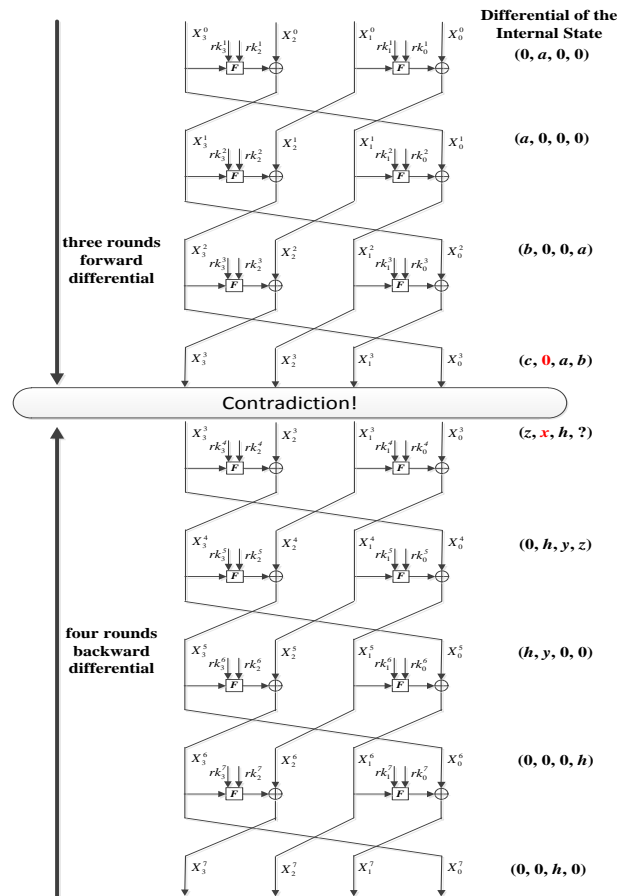 Differential of the
Internal State
X_3^0 X_2^0 X_1^0 X_0^0
rk_3^1 rk_2^1 rk_1^1 rk_0^1
F F
(0, a, 0, 0)
X_3^1 X_2^1 X_1^1 X_0^1
rk_3^2 rk_2^2 rk_1^2 rk_0^2
F F
(a, 0, 0, 0)
three rounds
forward
differential
X_3^2 X_2^2 X_1^2 X_0^2
rk_3^3 rk_2^3 rk_1^3 rk_0^3
F F
(b, 0, 0, a)
X_3^3 X_2^3 X_1^3 X_0^3
(c, 0, a, b)
Contradiction!
X_3^3 X_2^3 X_1^3 X_0^3
rk_3^4 rk_2^4 rk_1^4 rk_0^4
F F
(z, x, h, ?)
X_3^4 X_2^4 X_1^4 X_0^4
rk_3^5 rk_2^5 rk_1^5 rk_0^5
F F
(0, h, y, z)
four rounds
backward
differential
X_3^5 X_2^5 X_1^5 X_0^5
rk_3^6 rk_2^6 rk_1^6 rk_0^6
F F
(h, y, 0, 0)
X_3^6 X_2^6 X_1^6 X_0^6
rk_3^7 rk_2^7 rk_1^7 rk_0^7
F F
(0, 0, 0, h)
X_3^7 X_2^7 X_1^7 X_0^7
(0, 0, h, 0)